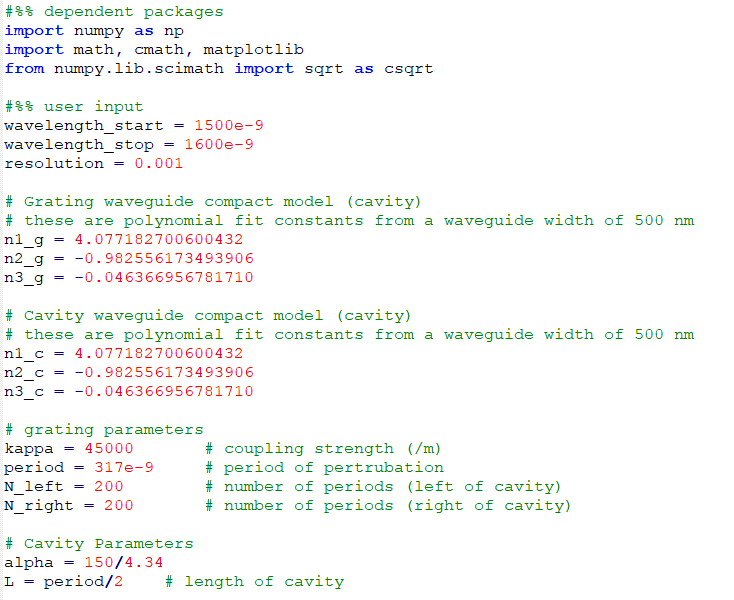 #%% dependent packages
import numpy as np
import math, cmath, matplotlib
from numpy.lib.scimath import sqrt as csqrt

#%% user input
wavelength_start = 1500e-9
wavelength_stop = 1600e-9
resolution = 0.001

# Grating waveguide compact model (cavity)
# these are polynomial fit constants from a waveguide width of 500 nm
n1_g = 4.077182700600432
n2_g = -0.982556173493906
n3_g = -0.046366956781710

# Cavity waveguide compact model (cavity)
# these are polynomial fit constants from a waveguide width of 500 nm
n1_c = 4.077182700600432
n2_c = -0.982556173493906
n3_c = -0.046366956781710

# grating parameters
kappa = 45000       # coupling strength (/m)
period = 317e-9     # period of pertrubation
N_left = 200        # number of periods (left of cavity)
N_right = 200       # number of periods (right of cavity)

# Cavity Parameters
alpha = 150/4.34
L = period/2    # length of cavity